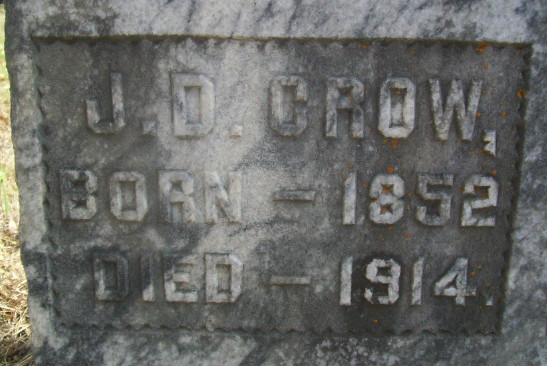 J.D. CROW,
BORN - 1852
DIED - 1914.